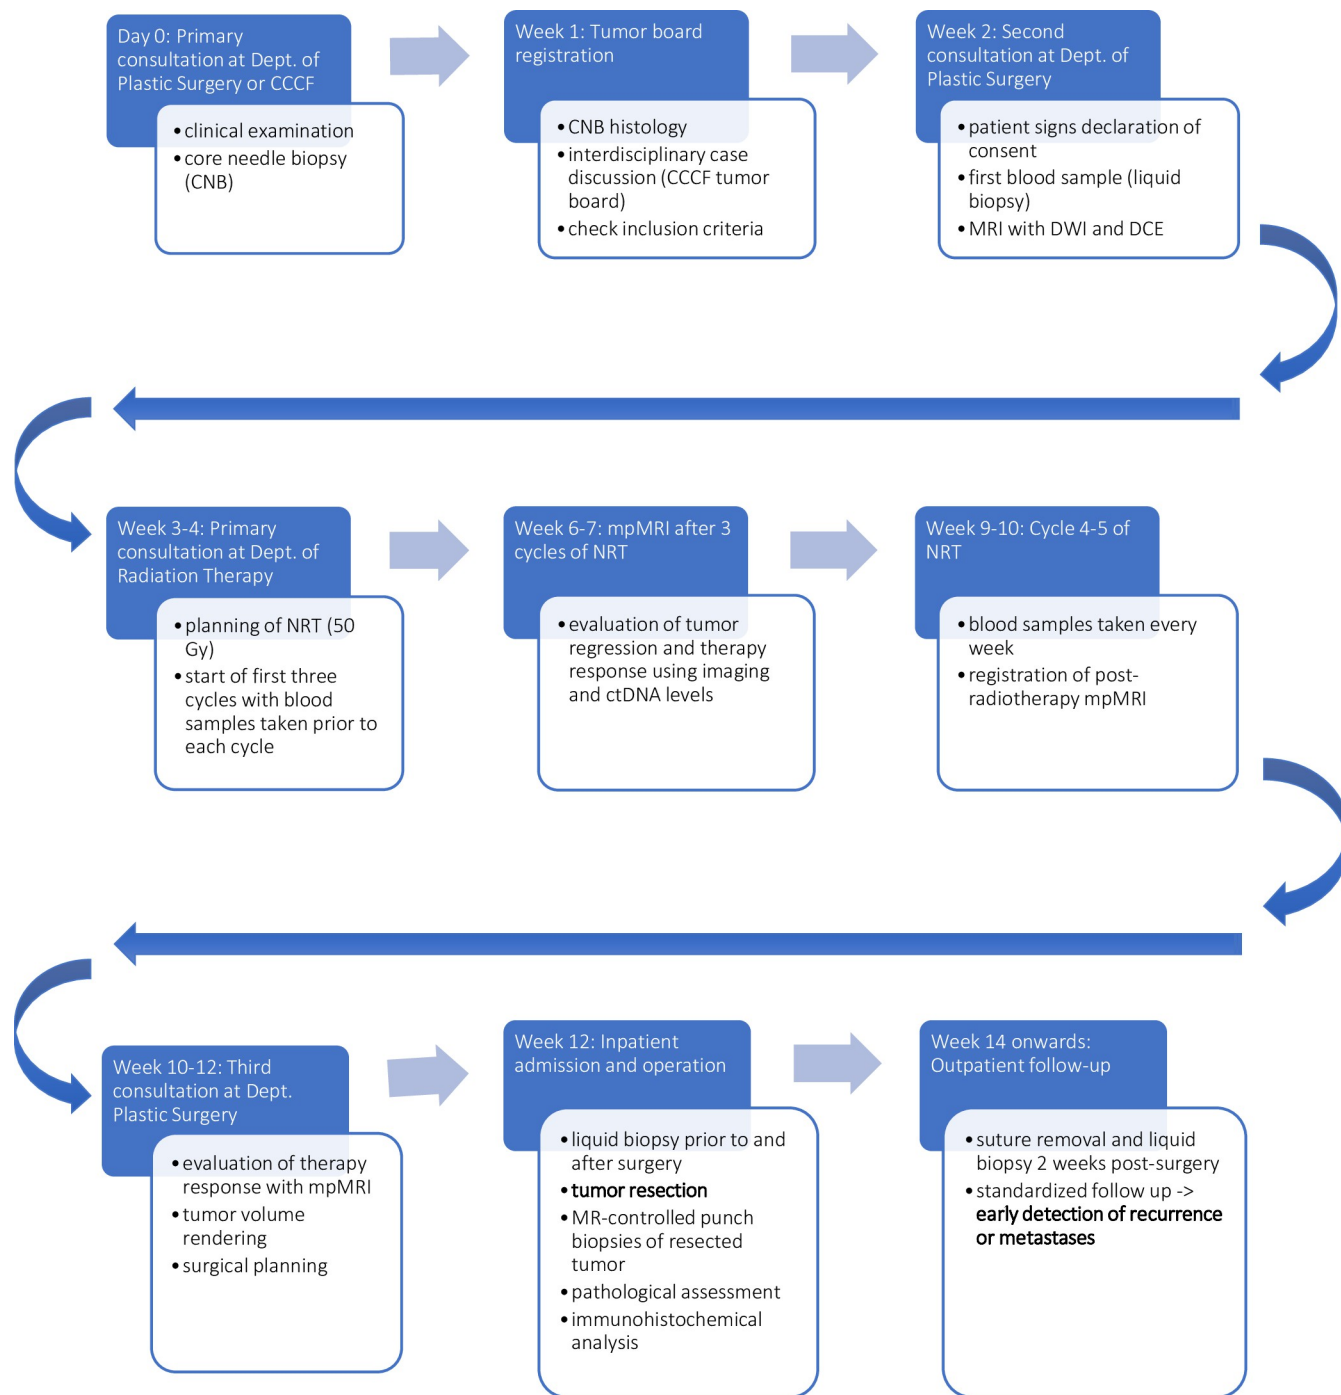 Day 0: Primary
consultation at Dept. of
Plastic Surgery or CCCF
• clinical examination
• core needle biopsy
(CNB)
Week 1: Tumor board
registration
• CNB histology
• interdisciplinary case
discussion (CCCF tumor
board)
• check inclusion criteria
Week 2: Second
consultation at Dept. of
Plastic Surgery
• patient signs declaration of
consent
• first blood sample (liquid
biopsy)
• MRI with DWI and DCE
Week 3-4: Primary
consultation at Dept. of
Radiation Therapy
• planning of NRT (50
Gy)
• start of first three
cycles with blood
samples taken prior to
each cycle
Week 6-7: mpMRI after 3
cycles of NRT
• evaluation of tumor
regression and therapy
response using imaging
and ctDNA levels
Week 9-10: Cycle 4-5 of
NRT
• blood samples taken every
week
• registration of post-
radiotherapy mpMRI
Week 10-12: Third
consultation at Dept.
Plastic Surgery
• evaluation of therapy
response with mpMRI
• tumor volume
rendering
• surgical planning
Week 12: Inpatient
admission and operation
• liquid biopsy prior to and
after surgery
• tumor resection
• MR-controlled punch
biopsies of resected
tumor
• pathological assessment
• immunohistochemical
analysis
Week 14 onwards:
Outpatient follow-up
• suture removal and liquid
biopsy 2 weeks post-surgery
• standardized follow up ->
early detection of recurrence
or metastases